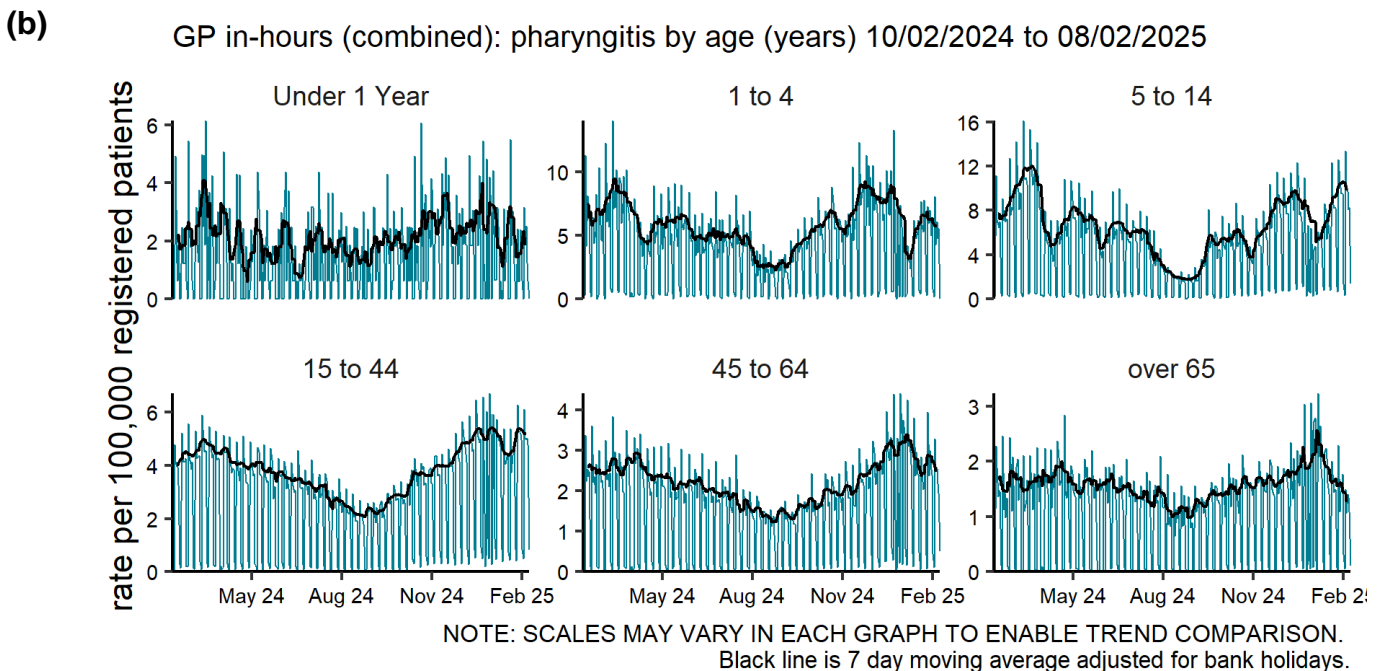 (b)
GP in-hours (combined): pharyngitis by age (years) 10/02/2024 to 08/02/2025
rate per 100,000 registered patients
Under 1 Year
1 to 4
5 to 14
6
4
2
0
10
5
0
16
12
8
4
0
15 to 44
45 to 64
over 65
6
4
2
0
4
3
2
1
0
3
2
1
0
May 24 Aug 24 Nov 24 Feb 25
May 24 Aug 24 Nov 24 Feb 25
May 24 Aug 24 Nov 24 Feb 25
NOTE: SCALES MAY VARY IN EACH GRAPH TO ENABLE TREND COMPARISON.
Black line is 7 day moving average adjusted for bank holidays.